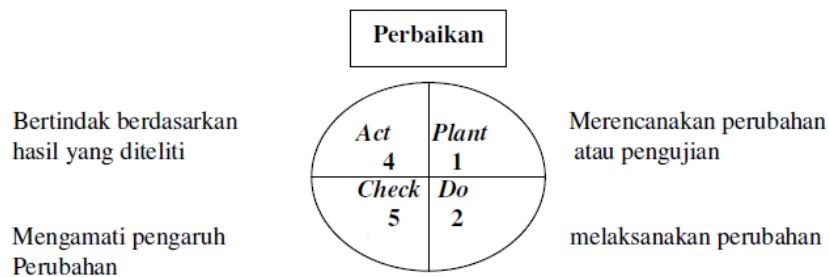 Perbaikan
Bertindak berdasarkan
hasil yang diteliti
Act Plant
4 1
Merencanakan perubahan
atau pengujian
Check Do
5 2
Mengamati pengaruh
Perubahan
melaksanakan perubahan